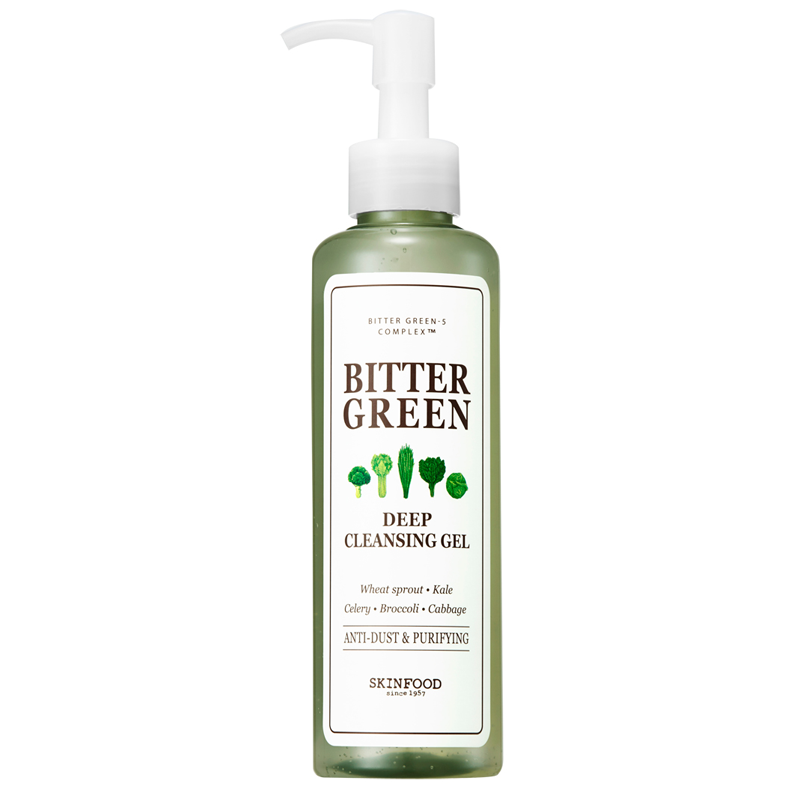 BITTER GREEN-5
COMPLEX™
BITTER
GREEN
DEEP
CLEANSING GEL
Wheat sprout • Kale
Celery • Broccoli • Cabbage
ANTI-DUST & PURIFYING
SKINFOOD
since 1957